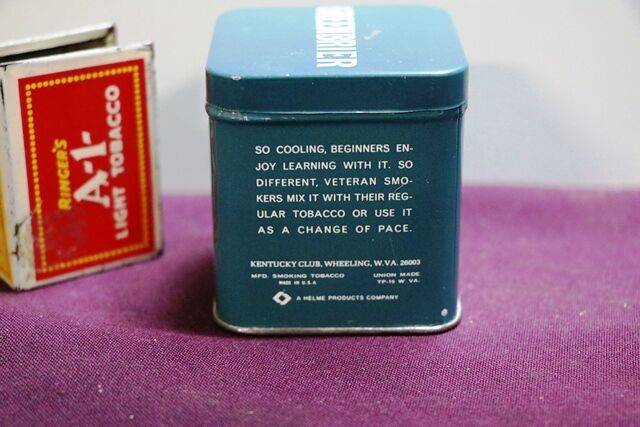 RINGER'S
A-1-
LIGHT TOBACCO
BRIER
SO COOLING, BEGINNERS EN-
JOY LEARNING WITH IT. SO
DIFFERENT, VETERAN SMO-
KERS MIX IT WITH THEIR REG-
ULAR TOBACCO OR USE IT
AS A CHANGE OF PACE.
KENTUCKY CLUB, WHEELING, W. VA. 26003
MFD. SMOKING TOBACCO
MADE IN U.S.A
UNION MADE
TP-16 W. VA.
A HELME PRODUCTS COMPANY